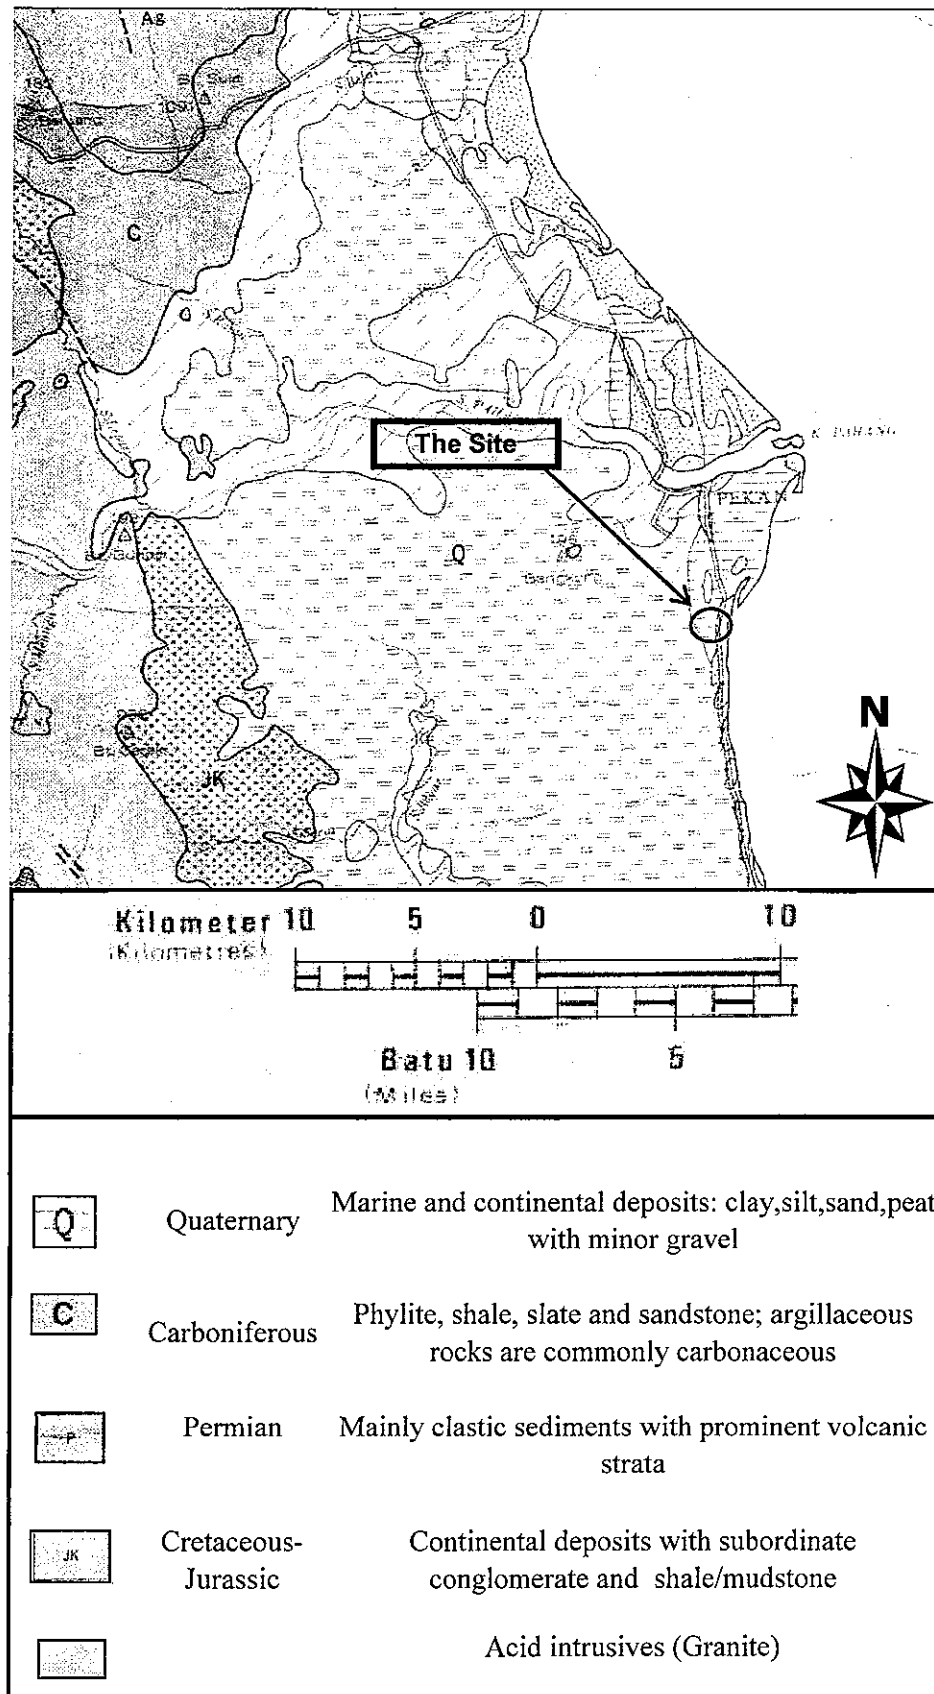 Ag
C
The Site
K. PAHANG
PEKAN
Q
N
JK
Kilometer 10 5 0 10
(Kilometres)
Batu 10 5
(Miles)
Q Quaternary Marine and continental deposits: clay,silt,sand,peat
with minor gravel
C Carboniferous Phylite, shale, slate and sandstone; argillaceous
rocks are commonly carbonaceous
P Permian Mainly clastic sediments with prominent volcanic
strata
JK Cretaceous-
Jurassic
Continental deposits with subordinate
conglomerate and shale/mudstone
Acid intrusives (Granite)